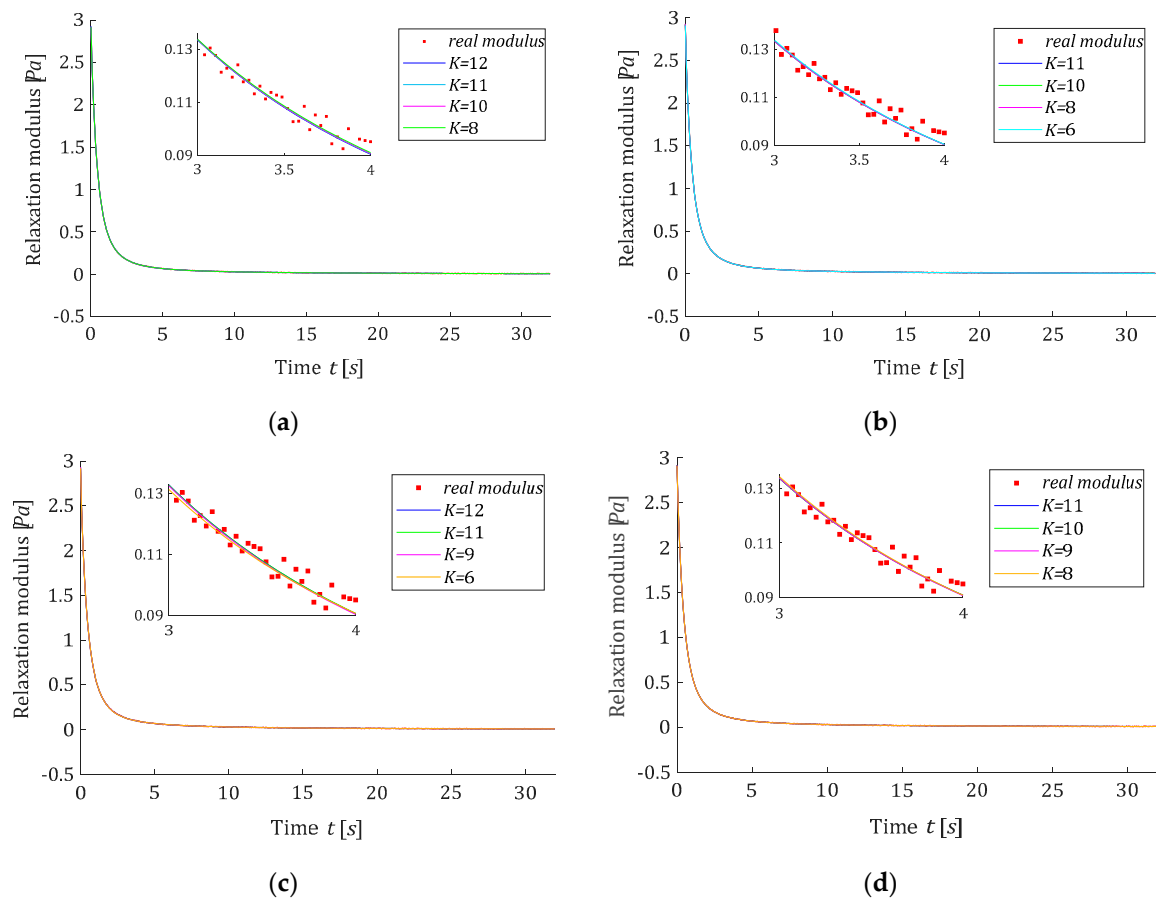 3
2.5
2
1.5
1
0.5
0
-0.5
Relaxation modulus [Pa]
0 5 10 15 20 25 30
Time t [s]
0.13
0.11
0.09
3 3.5 4
real modulus
K=12
K=11
K=10
K=8
(a)
3
2.5
2
1.5
1
0.5
0
-0.5
Relaxation modulus [Pa]
0 5 10 15 20 25 30
Time t [s]
0.13
0.11
0.09
3 3.5 4
real modulus
K=11
K=10
K=8
K=6
(b)
3
2.5
2
1.5
1
0.5
0
-0.5
Relaxation modulus [Pa]
0 5 10 15 20 25 30
Time t [s]
0.13
0.11
0.09
3 4
real modulus
K=12
K=11
K=9
K=6
(c)
3
2.5
2
1.5
1
0.5
0
-0.5
Relaxation modulus [Pa]
0 5 10 15 20 25 30
Time t [s]
0.13
0.11
0.09
3 4
real modulus
K=11
K=10
K=9
K=8
(d)